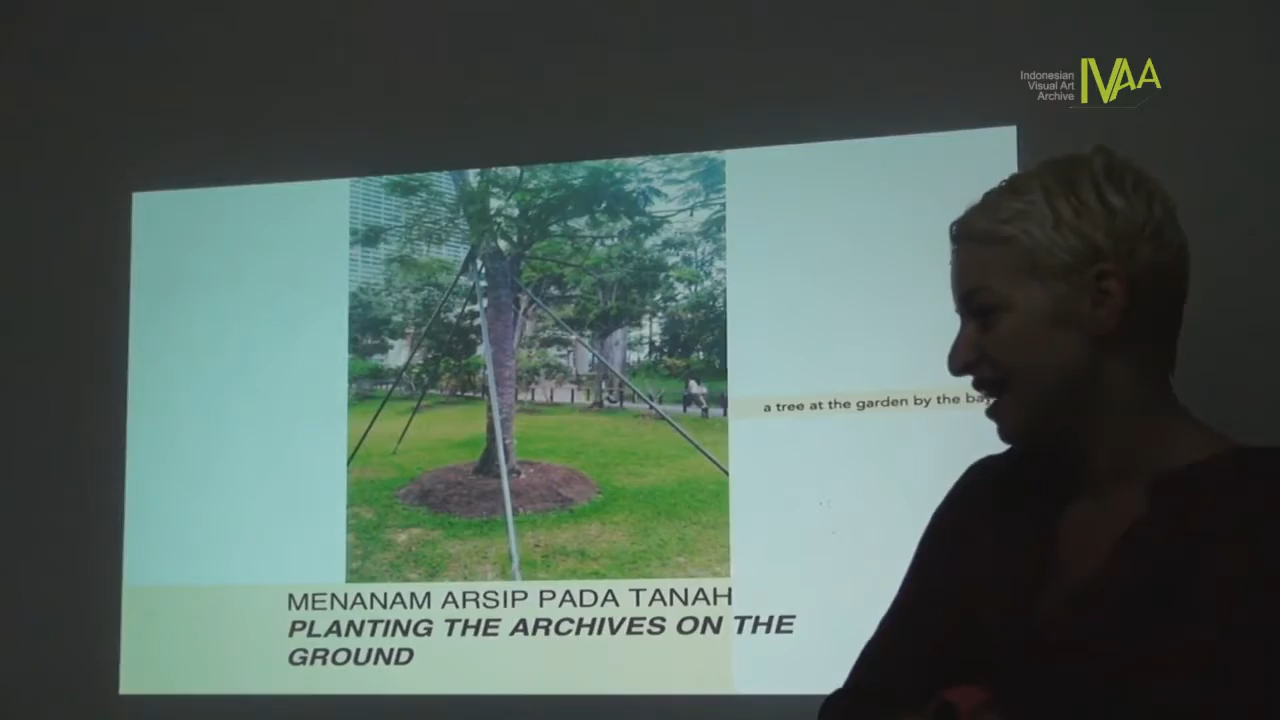 Indonesian
Visual Art
Archive
IVAA
a tree at the garden by the bay
MENANAM ARSIP PADA TANAH
PLANTING THE ARCHIVES ON THE
GROUND